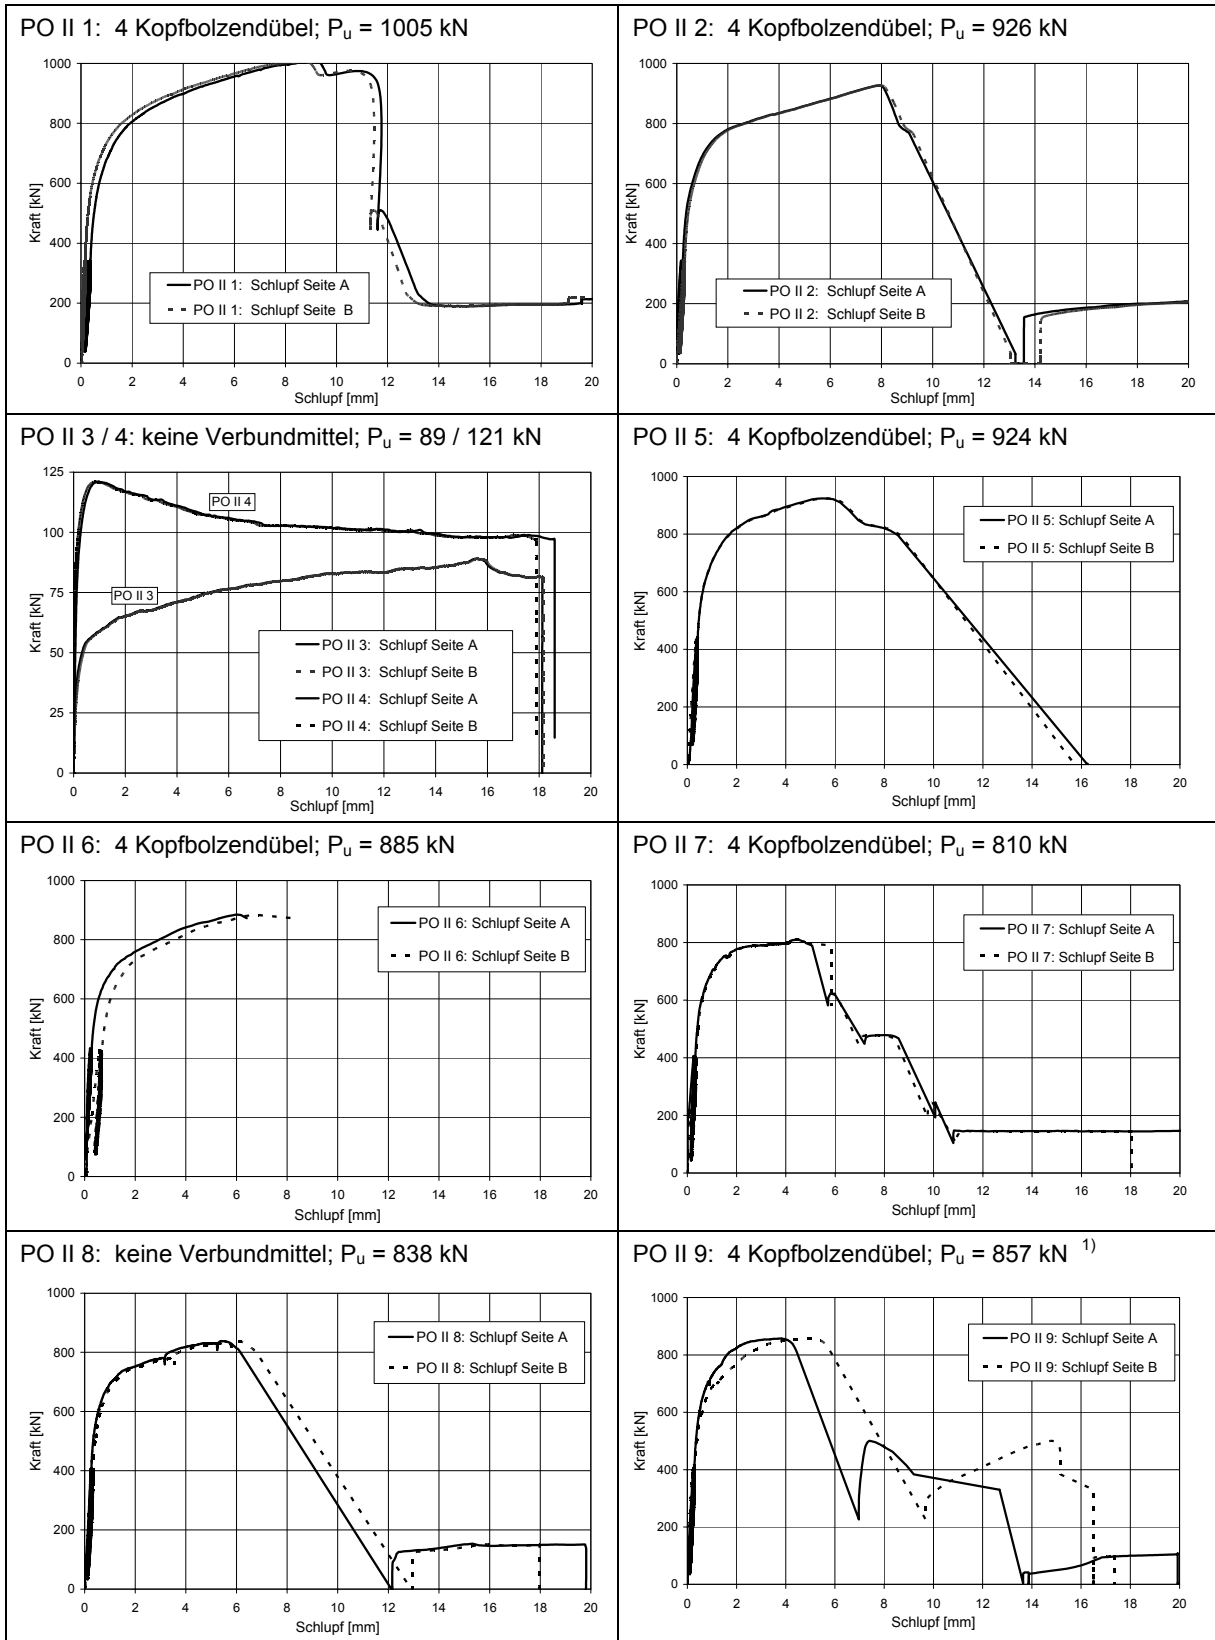 PO II 1: 4 Kopfbolzendübel; Pu = 1005 kN
1000
800
600
400
200
0
Kraft [kN]
PO II 1: Schlupf Seite A
PO II 1: Schlupf Seite B
0 2 4 6 8 10 12 14 16 18 20
Schlupf [mm]
PO II 2: 4 Kopfbolzendübel; Pu = 926 kN
1000
800
600
400
200
0
Kraft [kN]
PO II 2: Schlupf Seite A
PO II 2: Schlupf Seite B
0 2 4 6 8 10 12 14 16 18 20
Schlupf [mm]
PO II 3 / 4: keine Verbundmittel; Pu = 89 / 121 kN
125
100
75
50
25
0
Kraft [kN]
PO II 4
PO II 3
PO II 3: Schlupf Seite A
PO II 3: Schlupf Seite B
PO II 4: Schlupf Seite A
PO II 4: Schlupf Seite B
0 2 4 6 8 10 12 14 16 18 20
Schlupf [mm]
PO II 5: 4 Kopfbolzendübel; Pu = 924 kN
1000
800
600
400
200
0
Kraft [kN]
PO II 5: Schlupf Seite A
PO II 5: Schlupf Seite B
0 2 4 6 8 10 12 14 16 18 20
Schlupf [mm]
PO II 6: 4 Kopfbolzendübel; Pu = 885 kN
1000
800
600
400
200
0
Kraft [kN]
PO II 6: Schlupf Seite A
PO II 6: Schlupf Seite B
0 2 4 6 8 10 12 14 16 18 20
Schlupf [mm]
PO II 7: 4 Kopfbolzendübel; Pu = 810 kN
1000
800
600
400
200
0
Kraft [kN]
PO II 7: Schlupf Seite A
PO II 7: Schlupf Seite B
0 2 4 6 8 10 12 14 16 18 20
Schlupf [mm]
PO II 8: keine Verbundmittel; Pu = 838 kN
1000
800
600
400
200
0
Kraft [kN]
PO II 8: Schlupf Seite A
PO II 8: Schlupf Seite B
0 2 4 6 8 10 12 14 16 18 20
Schlupf [mm]
PO II 9: 4 Kopfbolzendübel; Pu = 857 kN 1)
1000
800
600
400
200
0
Kraft [kN]
PO II 9: Schlupf Seite A
PO II 9: Schlupf Seite B
0 2 4 6 8 10 12 14 16 18 20
Schlupf [mm]